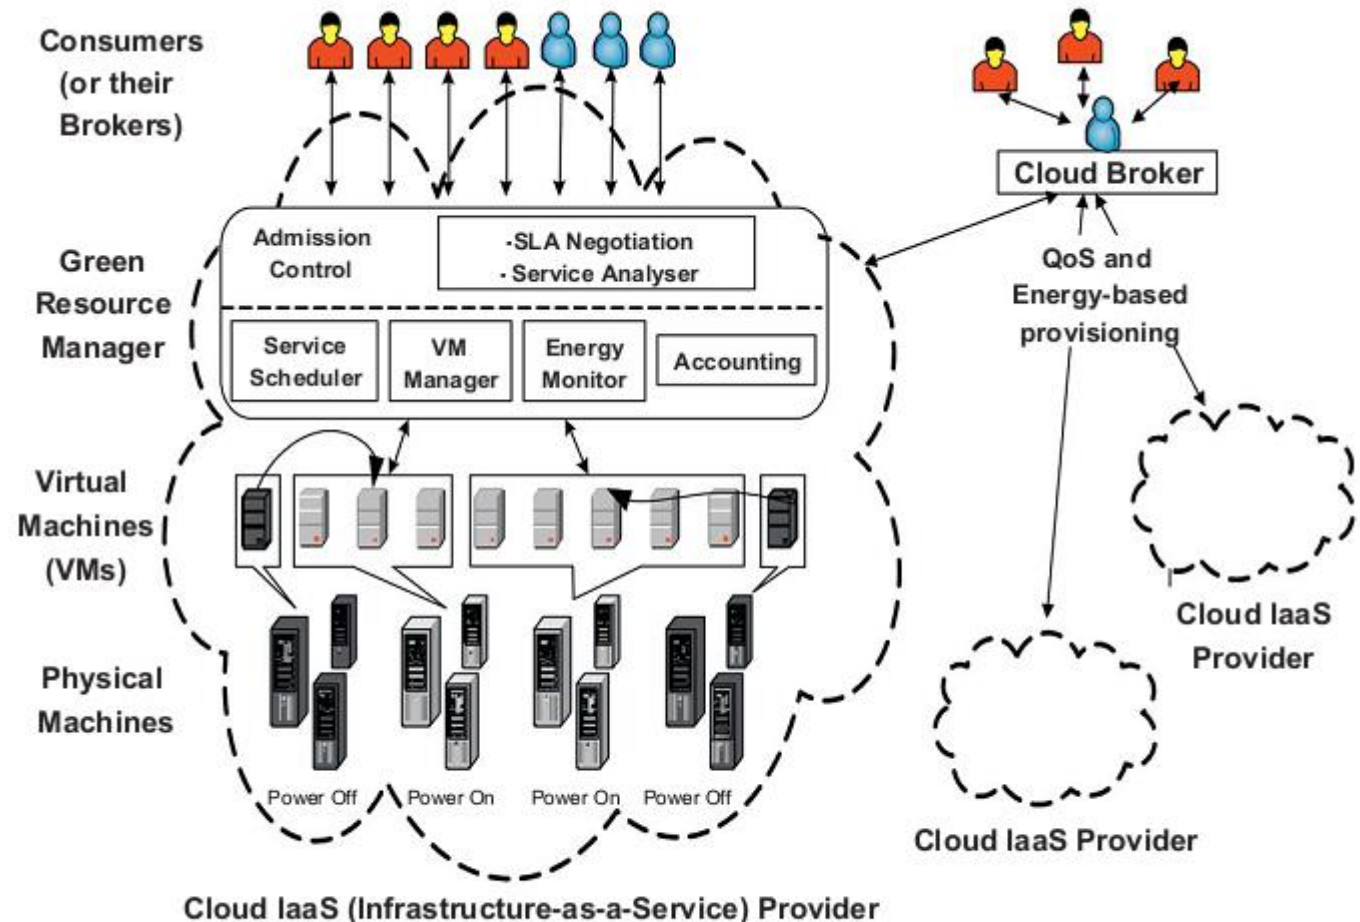 Consumers
(or their
Brokers)
Cloud Broker
Green
Resource
Manager
Admission
Control
-SLA Negotiation
- Service Analyser
Service
Scheduler
VM
Manager
Energy
Monitor
Accounting
QoS and
Energy-based
provisioning
Virtual
Machines
(VMs)
Physical
Machines
Power Off
Power On
Power On
Power Off
Cloud IaaS
Provider
Cloud IaaS Provider
Cloud IaaS (Infrastructure-as-a-Service) Provider